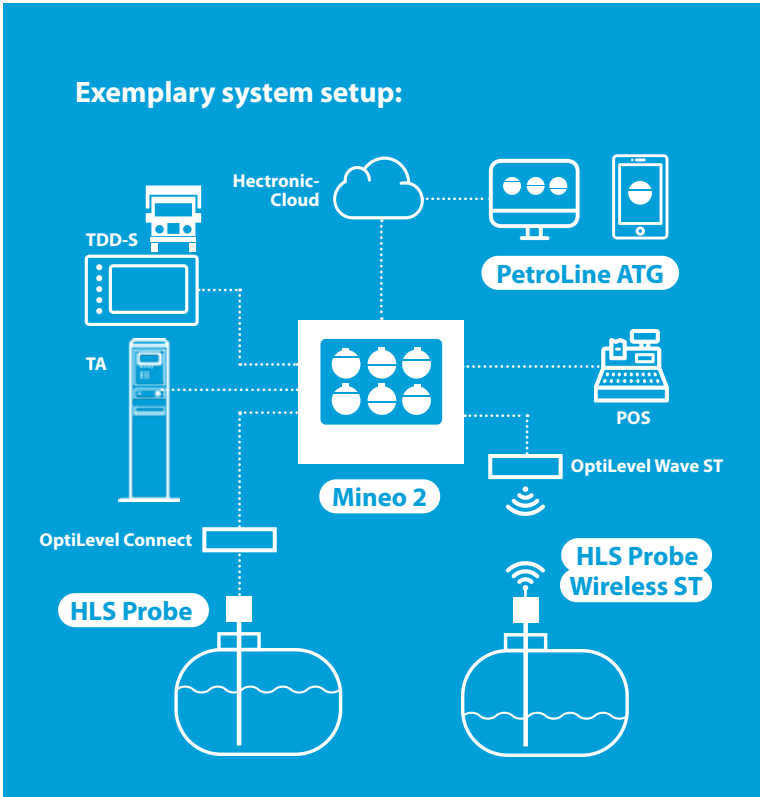 Exemplary system setup:
Hectronic-
Cloud
TDD-S
PetroLine ATG
TA
POS
OptiLevel Wave ST
Mineo 2
OptiLevel Connect
HLS Probe
Wireless ST
HLS Probe